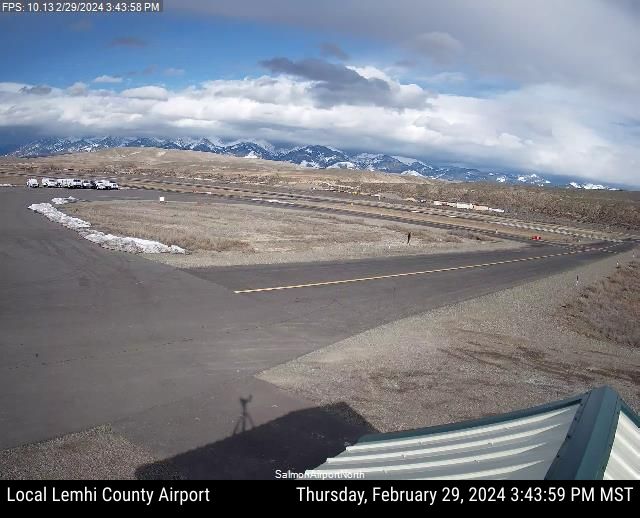 FPS: 10.13 2/29/2024 3:43:58 PM
SalmonAirportNorth
Local Lemhi County Airport Thursday, February 29, 2024 3:43:59 PM MST